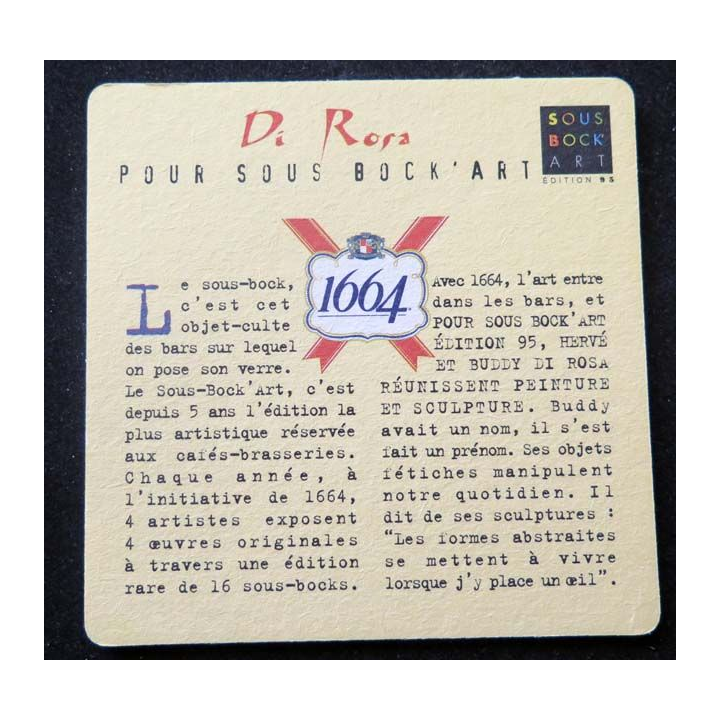 Di Rosa
POUR SOUS BOCK'ART
SOUS
BOCK'
ART
ÉDITION 95
1664
Le sous-bock,
c'est cet
objet-culte
des bars sur lequel
on pose son verre.
Le Sous-Bock'Art, c'est
depuis 5 ans l'édition la
plus artistique réservée
aux cafés-brasseries.
Chaque année, à
l'initiative de 1664,
4 artistes exposent
4 œuvres originales
à travers une édition
rare de 16 sous-bocks.
Avec 1664, l'art entre
dans les bars, et
POUR SOUS BOCK'ART
ÉDITION 95, HERVÉ
ET BUDDY DI ROSA
RÉUNISSENT PEINTURE
ET SCULPTURE. Buddy
avait un nom, il s'est
fait un prénom. Ses objets
fétiches manipulent
notre quotidien. Il
dit de ses sculptures :
"Les formes abstraites
se mettent à vivre
lorsque j'y place un œil".